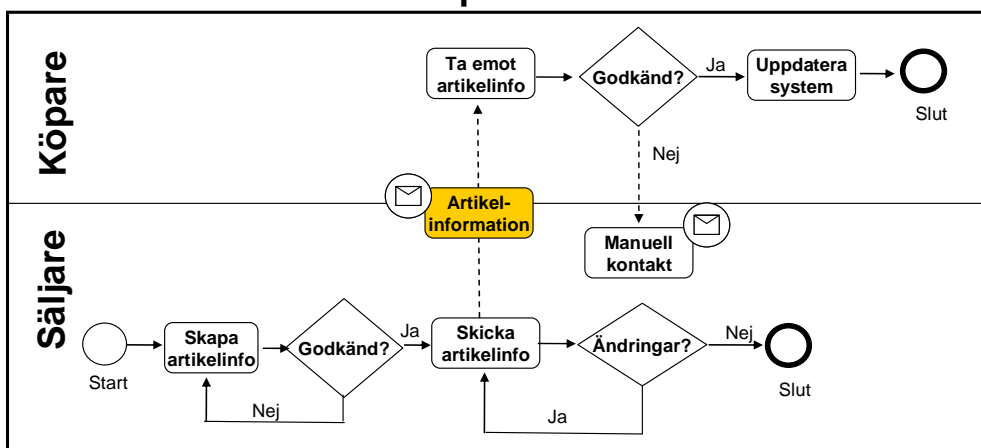 Köpare
Ta emot
artikelinfo
Godkänd?
Ja
Uppdatera
system
Slut
Nej
Artikel-
information
Manuell
kontakt
Säljare
Start
Skapa
artikelinfo
Godkänd?
Ja
Nej
Skicka
artikelinfo
Ändringar?
Nej
Ja
Slut